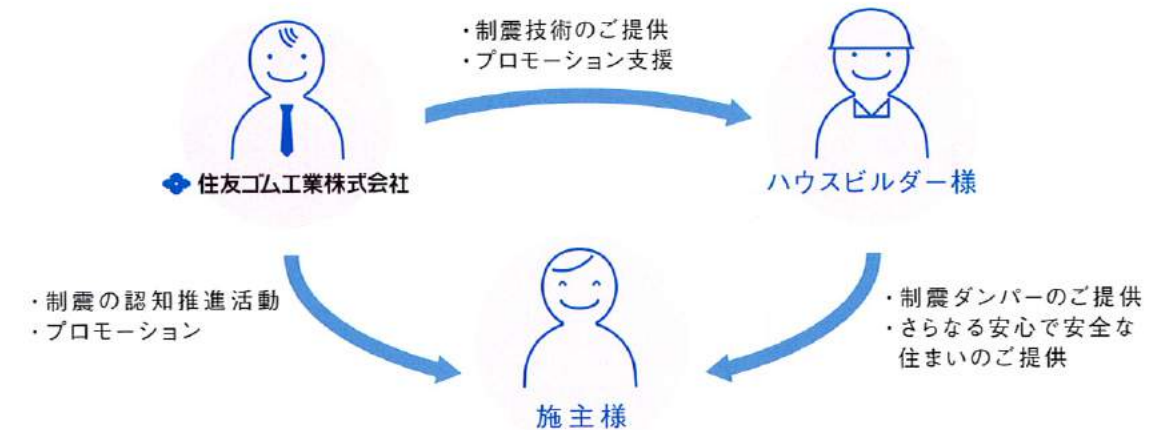 ・制震技術のご提供
・プロモーション支援
住友ゴム工業株式会社
ハウスビルダー様
・制震の認知推進活動
・プロモーション
・制震ダンパーのご提供
・さらなる安心で安全な
住まいのご提供
施主様